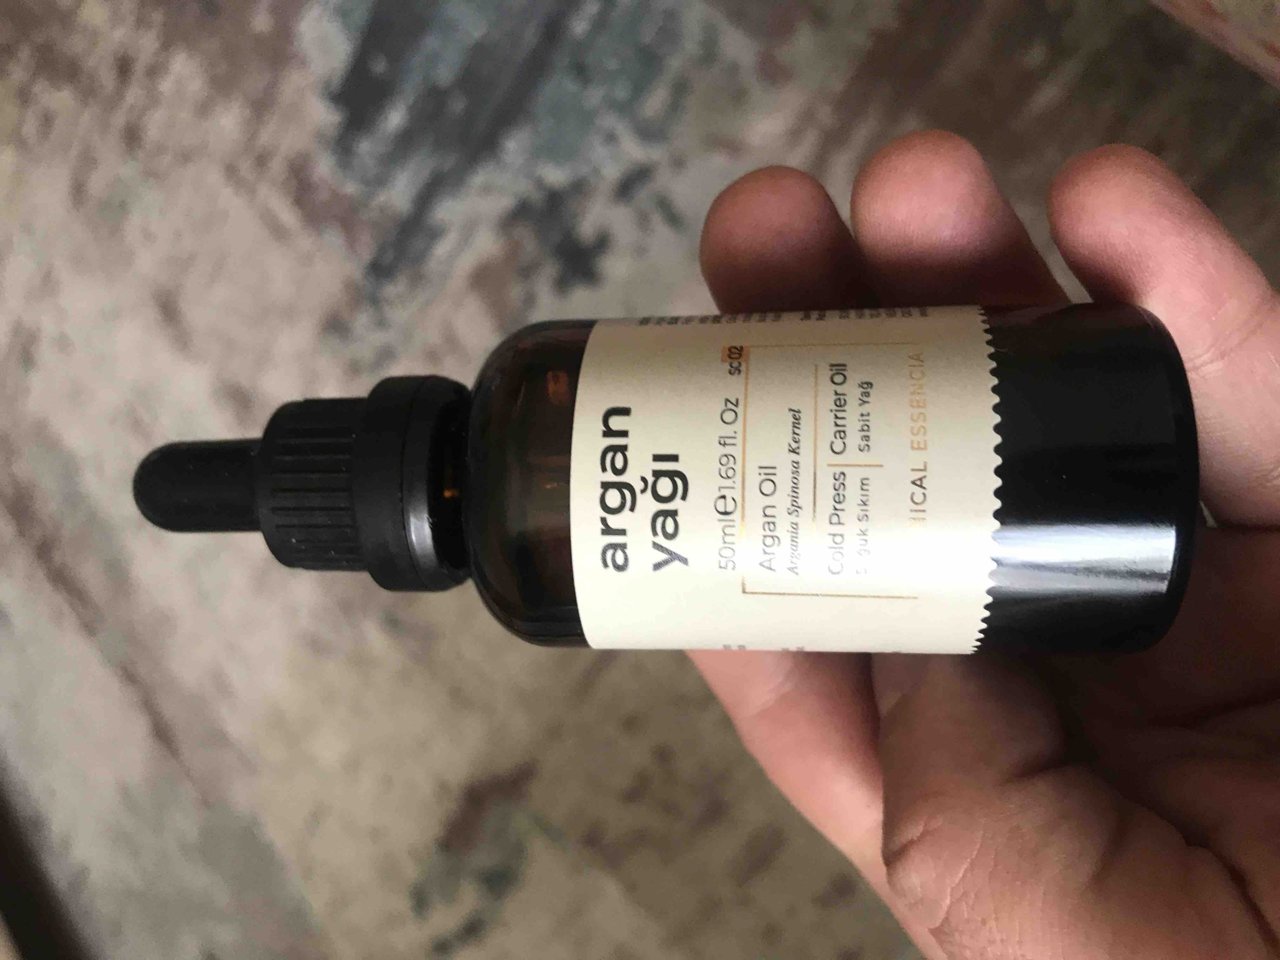 argan
yağı
50ml e 1.69 fl. Oz sc02
Argan Oil
Argania Spinosa Kernel
Cold Press | Carrier Oil
Sıkım | Sabit Yağ
ESSENCIA